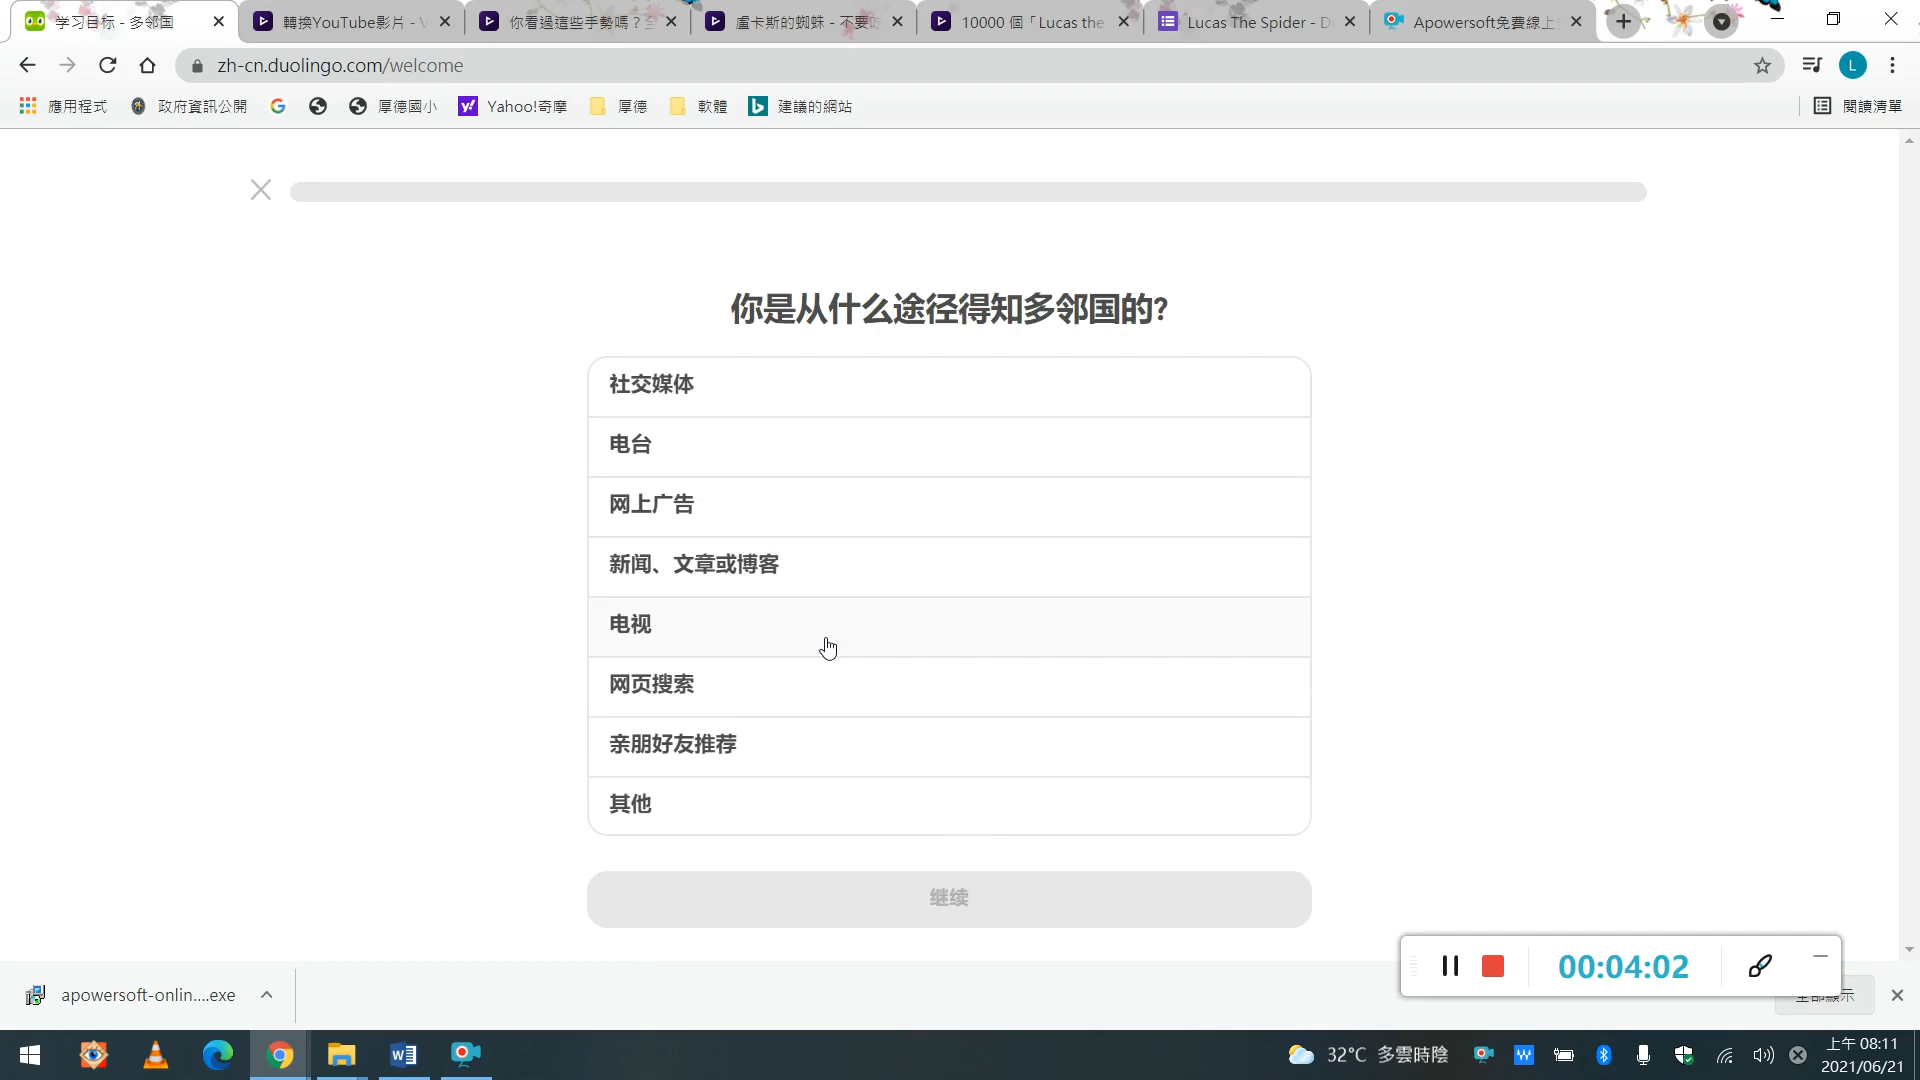 学习目标 - 多邻国
轉換YouTube影片 -
你看過這些手勢嗎？
盧卡斯的蜘蛛 - 不要
10000 個「Lucas the
Lucas The Spider -
Apowersoft免費線上
zh-cn.duolingo.com/welcome
L
應用程式
政府資訊公開
厚德國小
Yahoo!奇摩
厚德
軟體
建議的網站
閱讀清單
你是从什么途径得知多邻国的?
社交媒体
电台
网上广告
新闻、文章或博客
电视
网页搜索
亲朋好友推荐
其他
继续
00:04:02
apowersoft-onlin....exe
全部顯示
32°C 多雲時陰
上午 08:11
2021/06/21